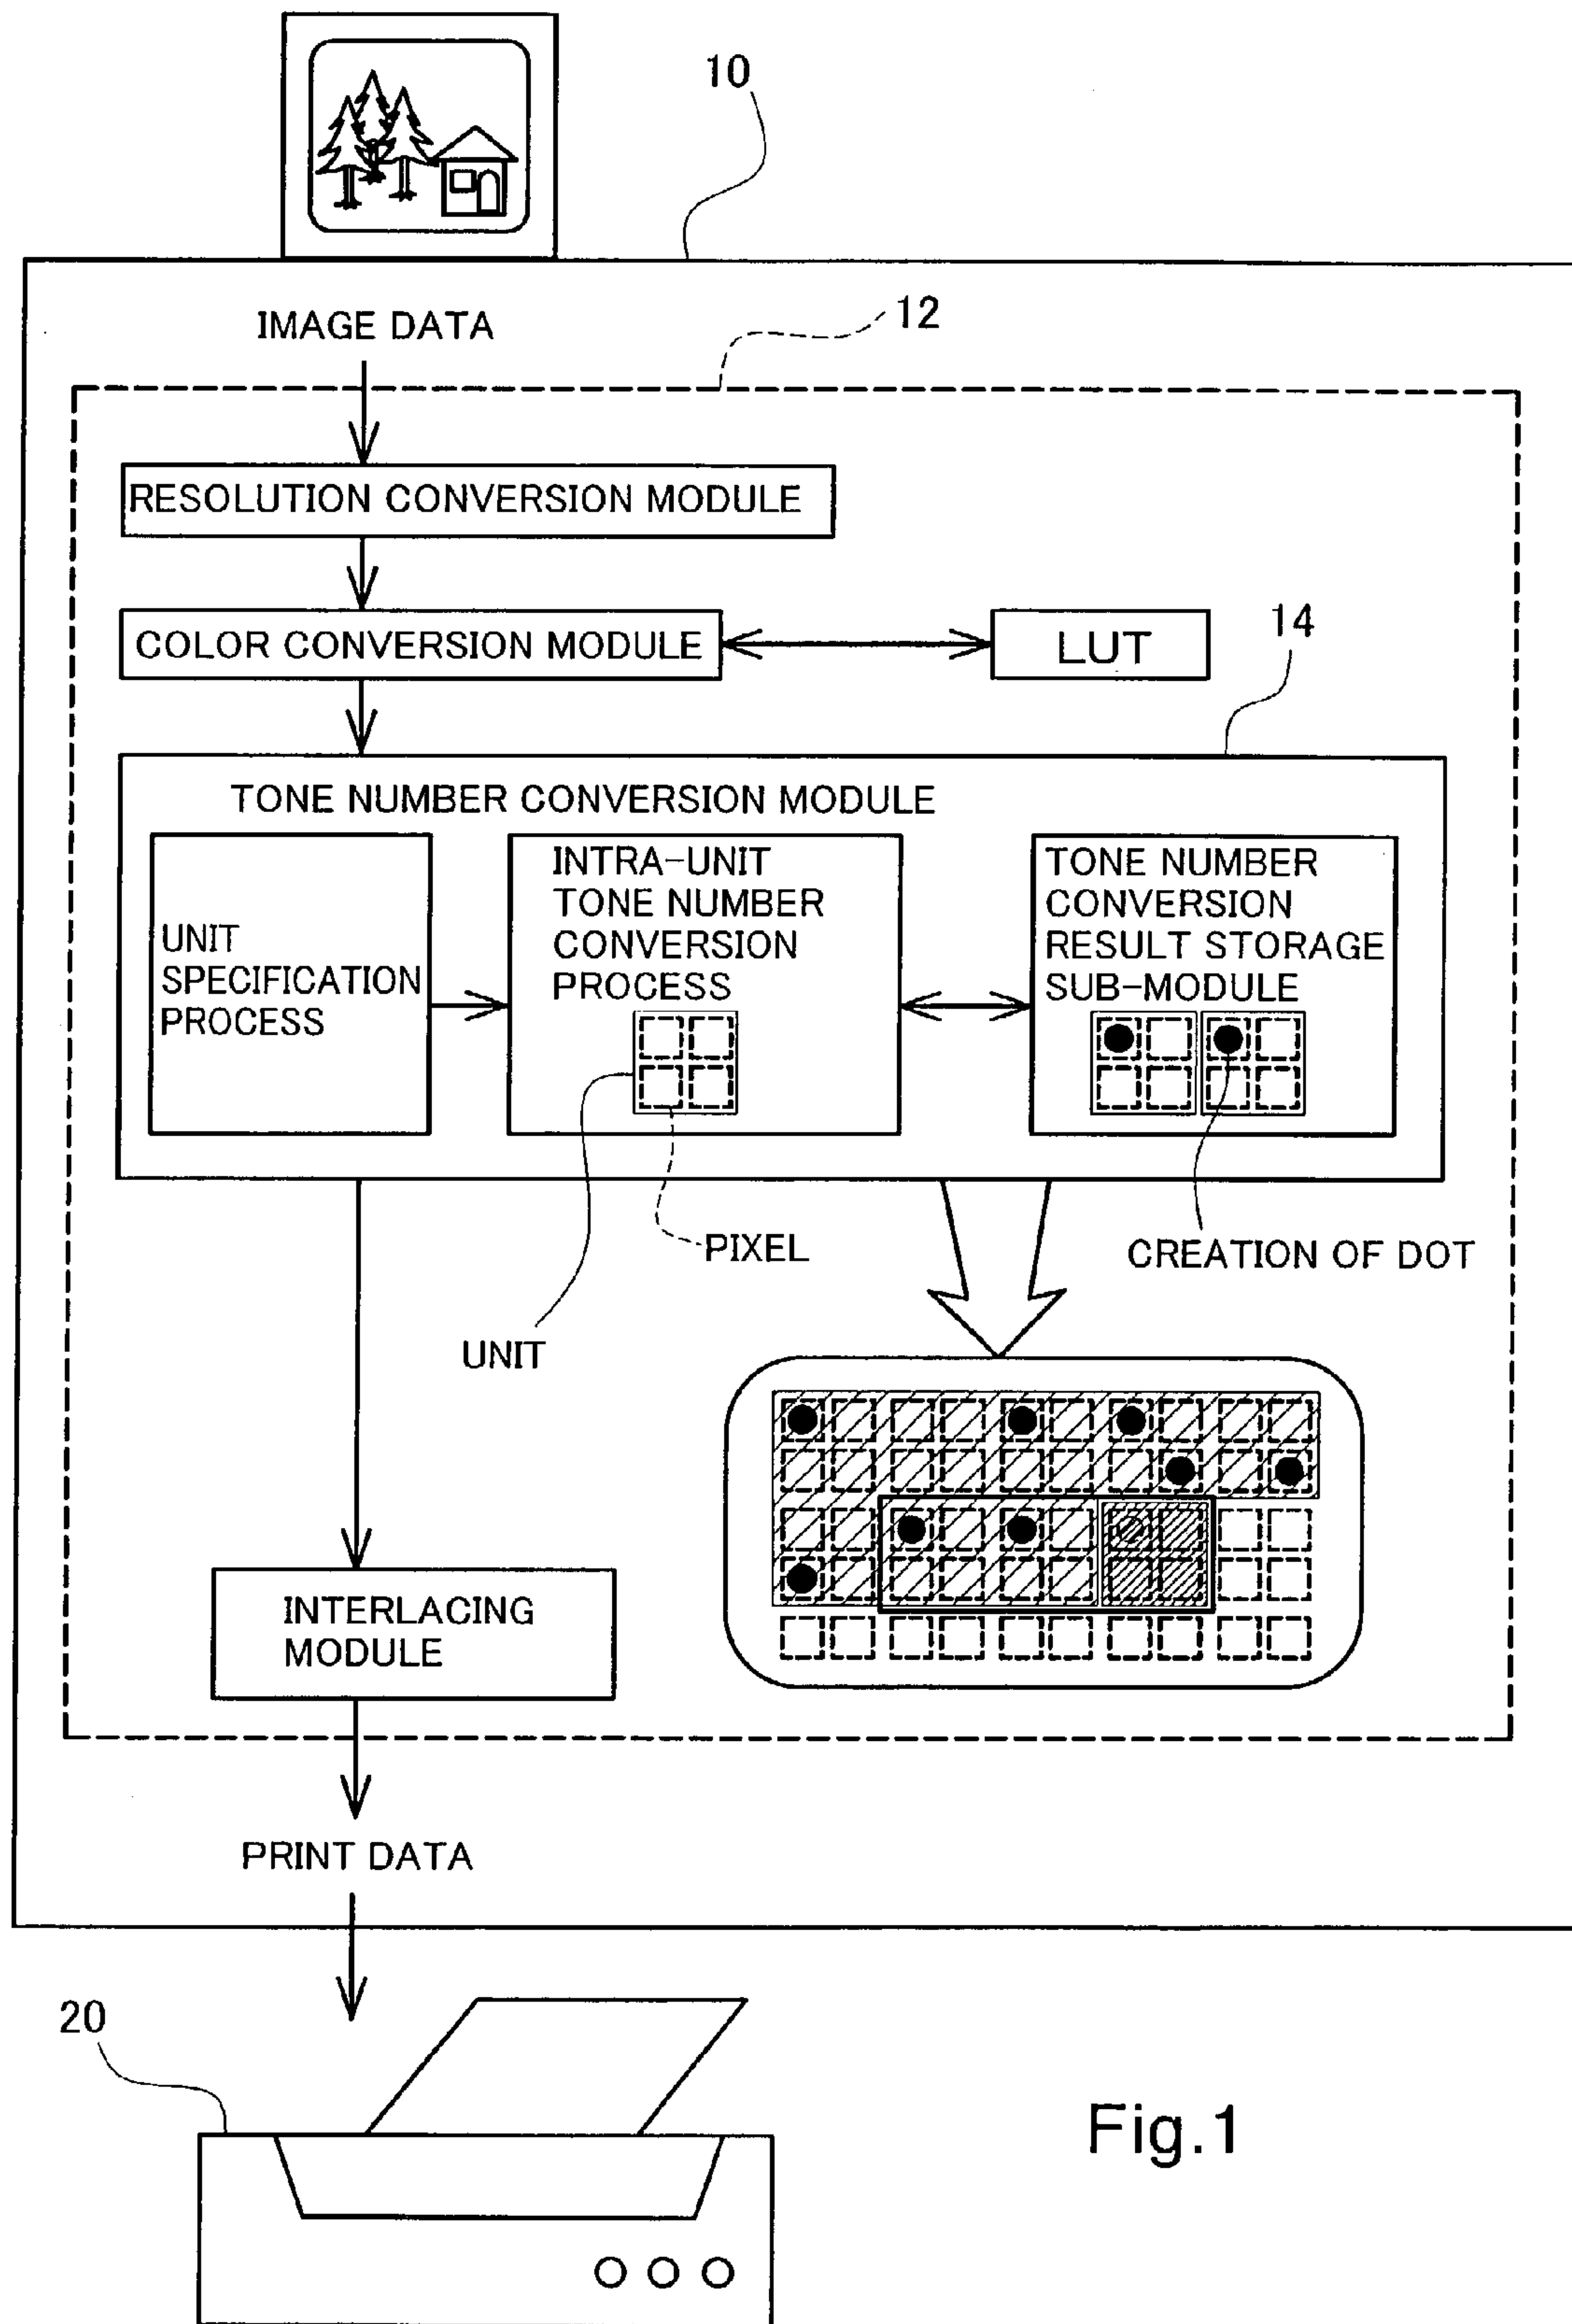 10
IMAGE DATA
12
RESOLUTION CONVERSION MODULE
COLOR CONVERSION MODULE
LUT
14
TONE NUMBER CONVERSION MODULE
UNIT
SPECIFICATION
PROCESS
INTRA-UNIT
TONE NUMBER
CONVERSION
PROCESS
TONE NUMBER
CONVERSION
RESULT STORAGE
SUB-MODULE
PIXEL
CREATION OF DOT
UNIT
INTERLACING
MODULE
PRINT DATA
20
Fig.1